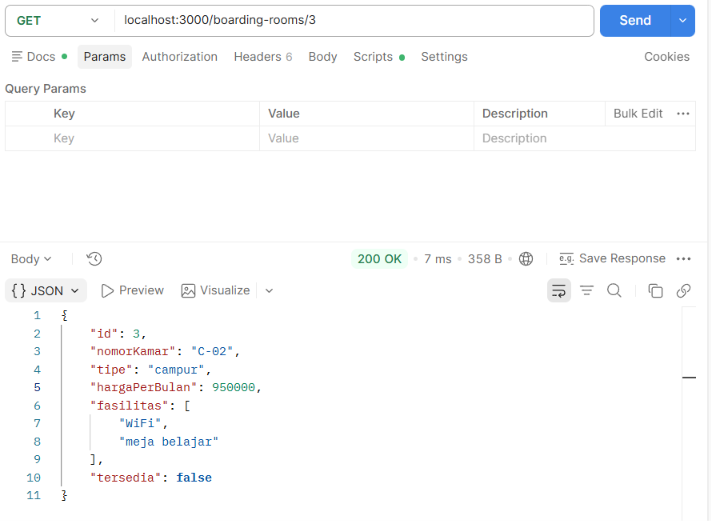 GET localhost:3000/boarding-rooms/3 Send
Docs Params Authorization Headers 6 Body Scripts Settings Cookies
Query Params
Key Value Description Bulk Edit ...
Key Value Description
Body 200 OK 7 ms 358 B e.g. Save Response ...
{} JSON Preview Visualize
1 {
2 "id": 3,
3 "nomorKamar": "C-02",
4 "tipe": "campur",
5 "hargaPerBulan": 950000,
6 "fasilitas": [
7 "WiFi",
8 "meja belajar"
9 ],
10 "tersedia": false
11 }